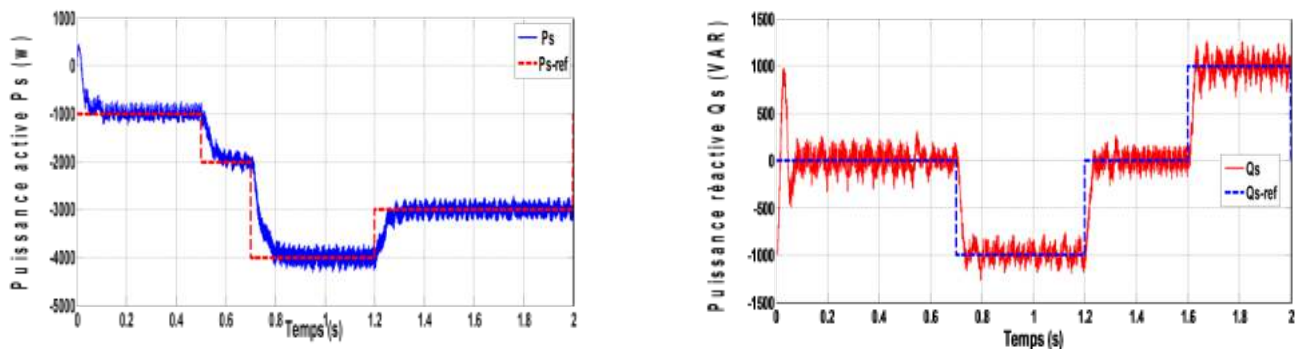 Puissance active Ps (w)
1000
0
-1000
-2000
-3000
-4000
-5000
0 0.2 0.4 0.6 0.8 1 1.2 1.4 1.6 1.8 2
Temps (s)
Ps
Ps-ref
Puissance rèactive Qs (VAR)
1500
1000
500
0
-500
-1000
-1500
0 0.2 0.4 0.6 0.8 1 1.2 1.4 1.6 1.8 2
Temps (s)
Qs
Qs-ref